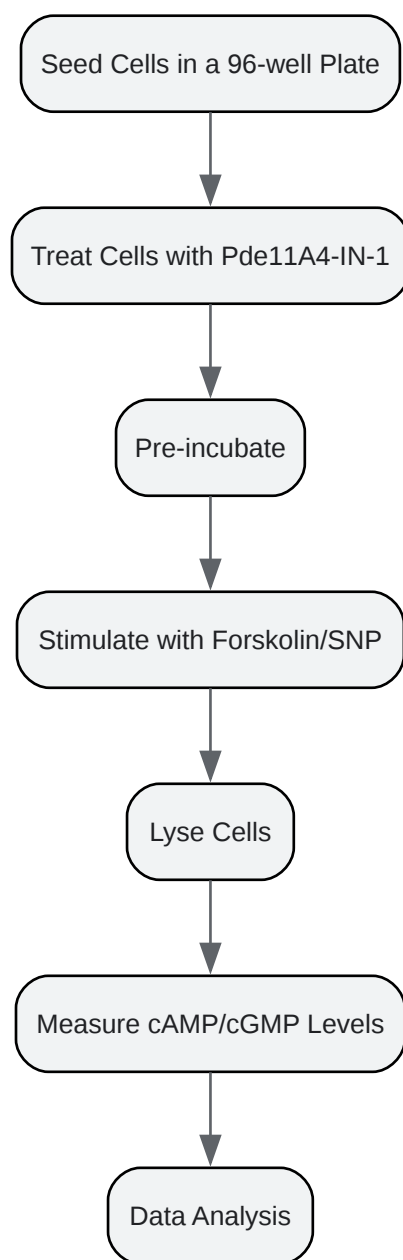 Seed Cells in a 96-well Plate
Treat Cells with Pde11A4-IN-1
Pre-incubate
Stimulate with Forskolin/SNP
Lyse Cells
Measure cAMP/cGMP Levels
Data Analysis